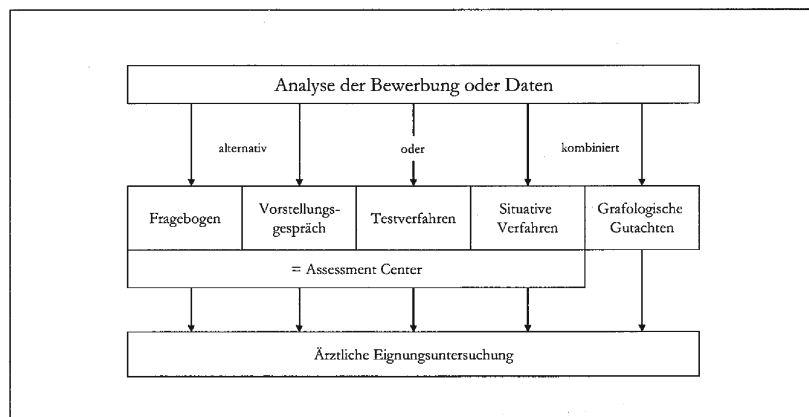 Analyse der Bewerbung oder Daten
alternativ oder kombiniert
Fragebogen
Vorstellungs-
gespräch
Testverfahren
Situative
Verfahren
Grafologische
Gutachten
= Assessment Center
Ärztliche Eignungsuntersuchung